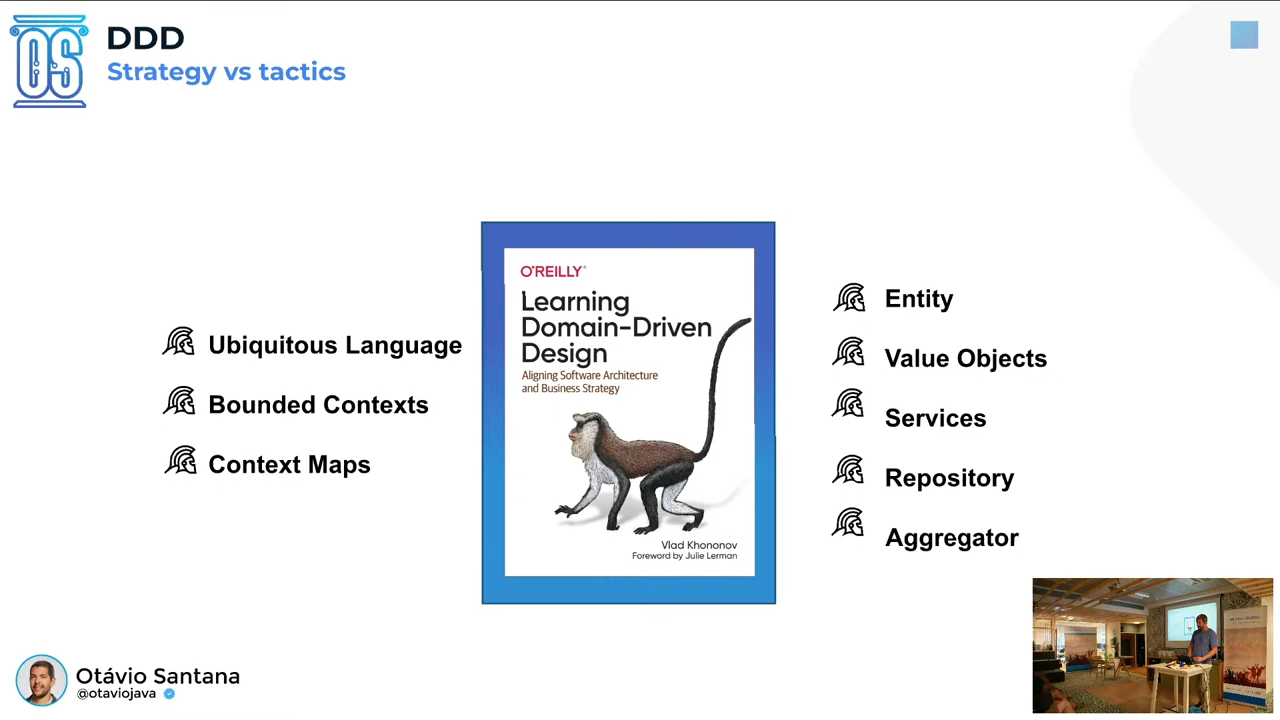 OS
DDD
Strategy vs tactics
Ubiquitous Language
Bounded Contexts
Context Maps
O'REILLY®
Learning
Domain-Driven
Design
Aligning Software Architecture
and Business Strategy
Vlad Khononov
Foreword by Julie Lerman
Entity
Value Objects
Services
Repository
Aggregator
Otávio Santana
@otaviojava